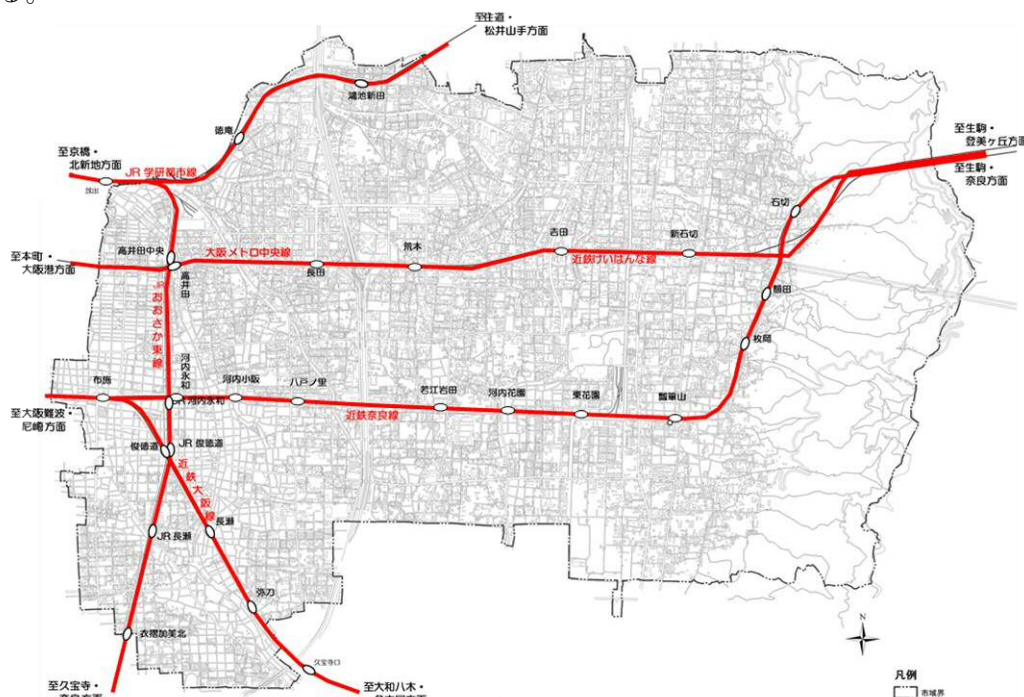 る。
至住道・
松井山手方面
鴻池新田
徳庵
至京橋・
北新地方面
JR 学研都市線
放出
至生駒・
登美ヶ丘方面
至生駒・
奈良方面
石切
高井田中央
大阪メトロ中央線
荒本
吉田
新石切
至本町・
大阪港方面
高井田
長田
近鉄けいはんな線
額田
JRおおさか東線
枚岡
布施
河内永和
河内小阪
八戸ノ里
若江岩田
河内花園
東花園
瓢箪山
JR 河内永和
近鉄奈良線
至大阪難波・
尼崎方面
俊徳道
JR 俊徳道
近鉄大阪線
長瀬
JR 長瀬
弥刀
衣摺加美北
久宝寺口
N
凡例
市域界
至久宝寺・
至大和八木・